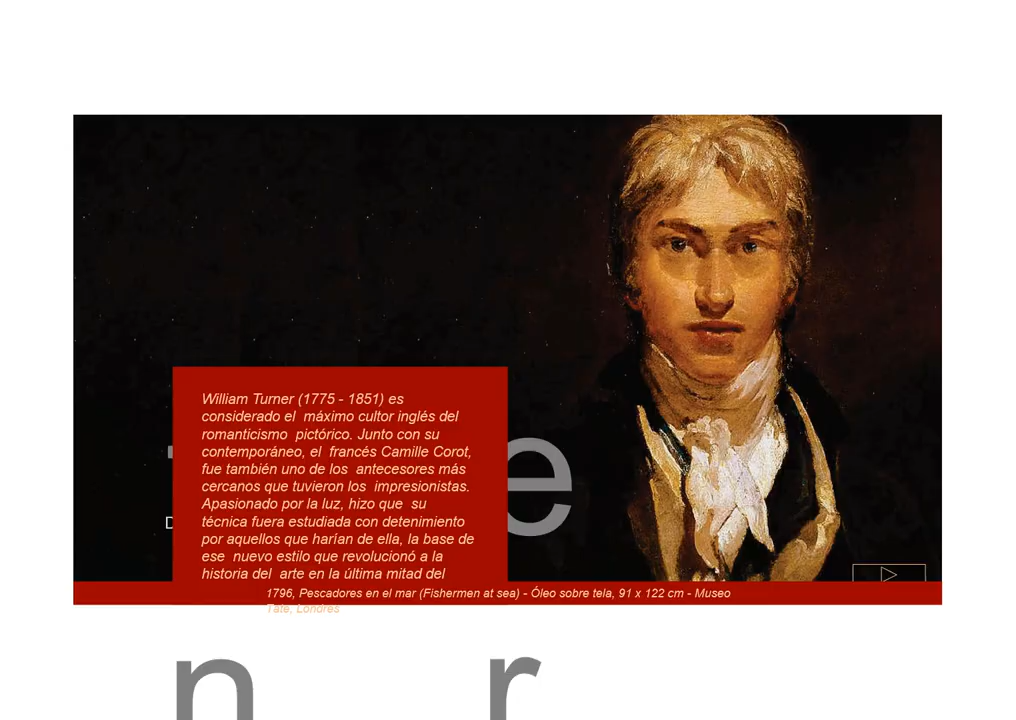 William Turner (1775 - 1851) es
considerado el máximo cultor inglés del
romanticismo pictórico. Junto con su
contemporáneo, el francés Camille Corot,
fue también uno de los antecesores más
cercanos que tuvieron los impresionistas.
Apasionado por la luz, hizo que su
técnica fuera estudiada con detenimiento
por aquellos que harían de ella, la base de
ese nuevo estilo que revolucionó a la
historia del arte en la última mitad del
e
D
1796, Pescadores en el mar (Fishermen at sea) - Óleo sobre tela, 91 x 122 cm - Museo
Tate, Londres
n r